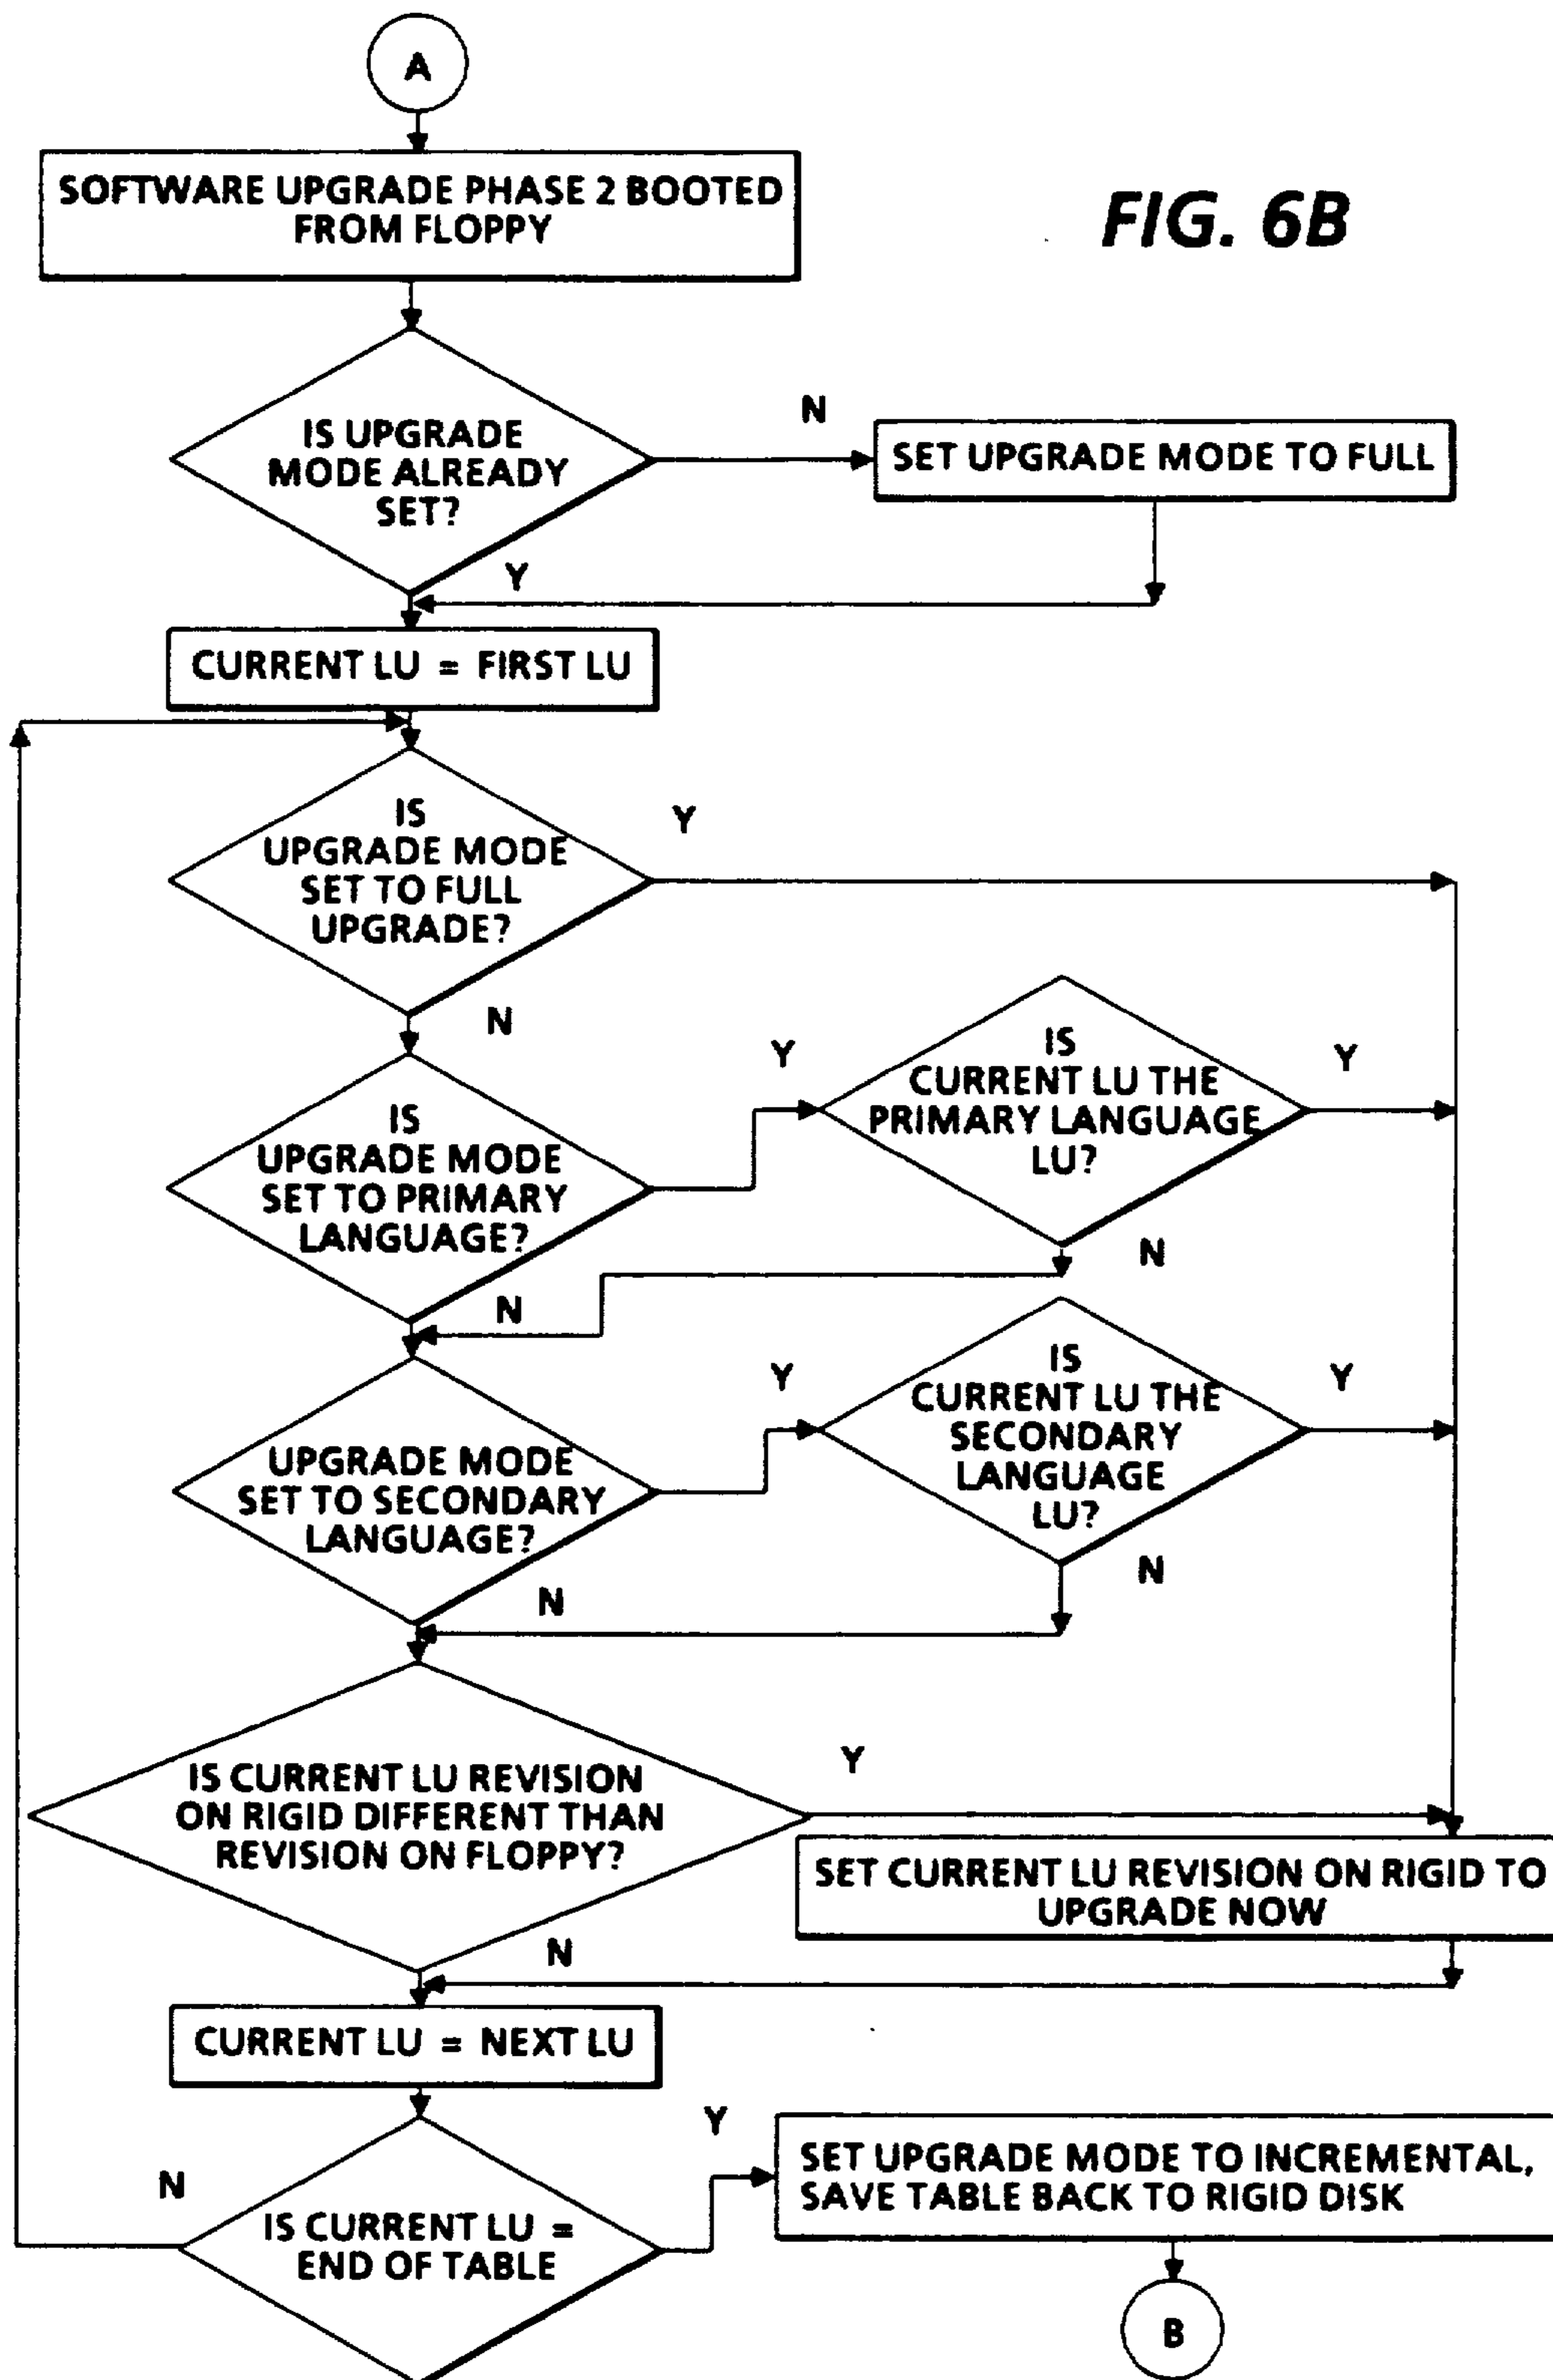 A
SOFTWARE UPGRADE PHASE 2 BOOTED
FROM FLOPPY
FIG. 6B
IS UPGRADE
MODE ALREADY
SET?
N
SET UPGRADE MODE TO FULL
Y
CURRENT LU = FIRST LU
IS
UPGRADE MODE
SET TO FULL
UPGRADE?
Y
N
IS
UPGRADE MODE
SET TO PRIMARY
LANGUAGE?
Y
IS
CURRENT LU THE
PRIMARY LANGUAGE
LU?
Y
N
N
UPGRADE MODE
SET TO SECONDARY
LANGUAGE?
Y
IS
CURRENT LU THE
SECONDARY
LANGUAGE
LU?
Y
N
N
IS CURRENT LU REVISION
ON RIGID DIFFERENT THAN
REVISION ON FLOPPY?
Y
SET CURRENT LU REVISION ON RIGID TO
UPGRADE NOW
N
CURRENT LU = NEXT LU
N
IS CURRENT LU =
END OF TABLE
Y
SET UPGRADE MODE TO INCREMENTAL,
SAVE TABLE BACK TO RIGID DISK
B